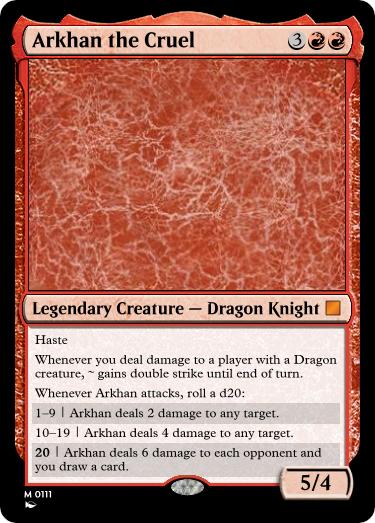 Arkhan the Cruel 3
Legendary Creature — Dragon Knight
Haste
Whenever you deal damage to a player with a Dragon
creature, ~ gains double strike until end of turn.
Whenever Arkhan attacks, roll a d20:
1–9 | Arkhan deals 2 damage to any target.
10–19 | Arkhan deals 4 damage to any target.
20 | Arkhan deals 6 damage to each opponent and
you draw a card.
5/4
M 0111